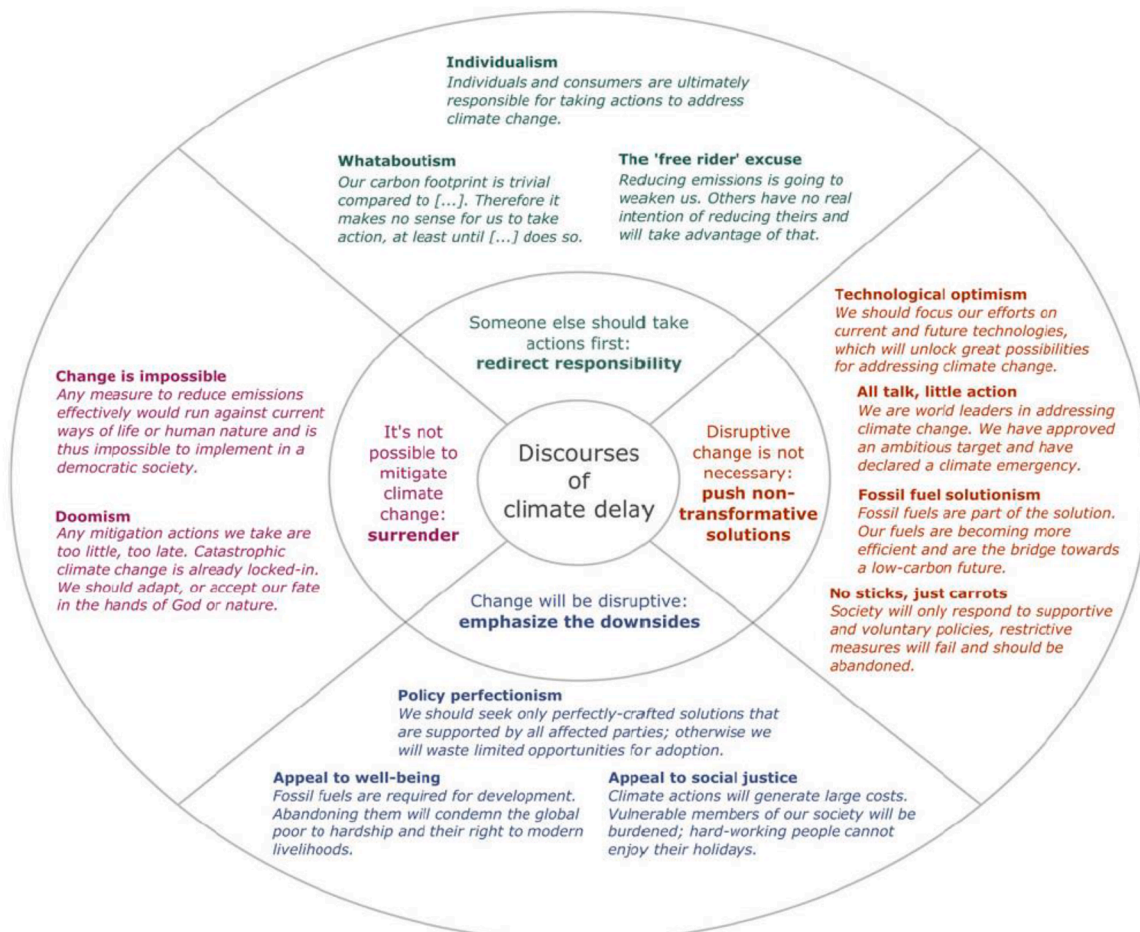 Individualism
Individuals and consumers are ultimately
responsible for taking actions to address
climate change.
Whataboutism
Our carbon footprint is trivial
compared to [...]. Therefore it
makes no sense for us to take
action, at least until [...] does so.
The 'free rider' excuse
Reducing emissions is going to
weaken us. Others have no real
intention of reducing theirs and
will take advantage of that.
Someone else should take
actions first:
redirect responsibility
Technological optimism
We should focus our efforts on
current and future technologies,
which will unlock great possibilities
for addressing climate change.
All talk, little action
We are world leaders in addressing
climate change. We have approved
an ambitious target and have
declared a climate emergency.
Fossil fuel solutionism
Fossil fuels are part of the solution.
Our fuels are becoming more
efficient and are the bridge towards
a low-carbon future.
No sticks, just carrots
Society will only respond to supportive
and voluntary policies, restrictive
measures will fail and should be
abandoned.
Disruptive
change is not
necessary:
push non-
transformative
solutions
Discourses
of
climate delay
It's not
possible to
mitigate
climate
change:
surrender
Change is impossible
Any measure to reduce emissions
effectively would run against current
ways of life or human nature and is
thus impossible to implement in a
democratic society.
Doomism
Any mitigation actions we take are
too little, too late. Catastrophic
climate change is already locked-in.
We should adapt, or accept our fate
in the hands of God or nature.
Change will be disruptive:
emphasize the downsides
Policy perfectionism
We should seek only perfectly-crafted solutions that
are supported by all affected parties; otherwise we
will waste limited opportunities for adoption.
Appeal to well-being
Fossil fuels are required for development.
Abandoning them will condemn the global
poor to hardship and their right to modern
livelihoods.
Appeal to social justice
Climate actions will generate large costs.
Vulnerable members of our society will be
burdened; hard-working people cannot
enjoy their holidays.